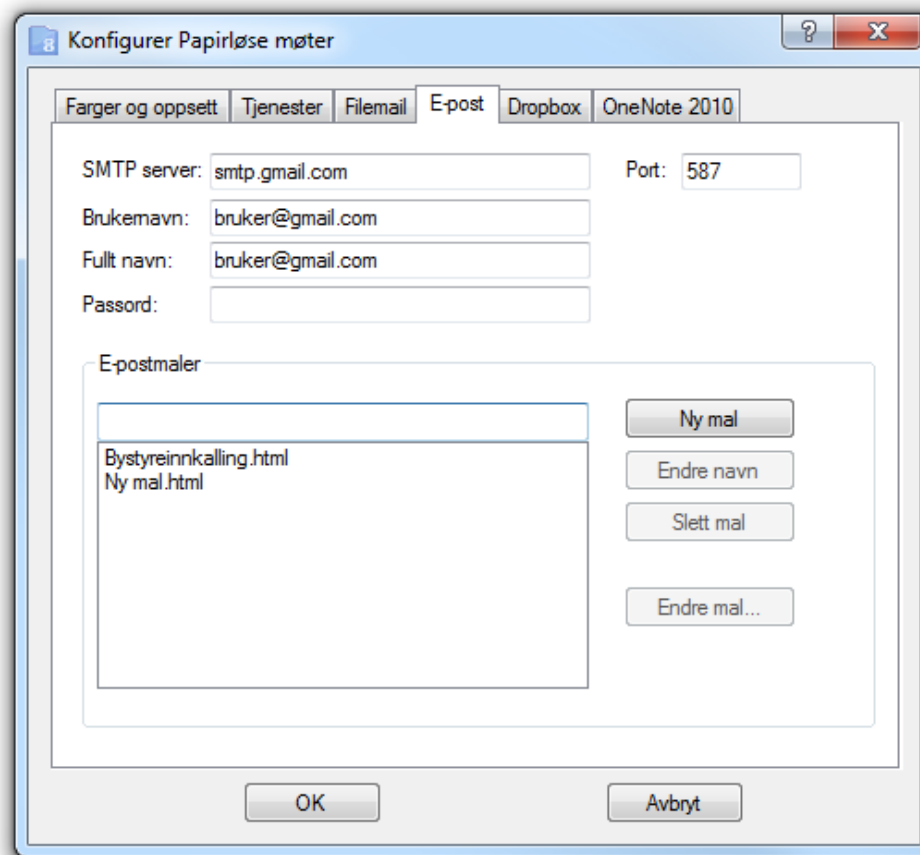 8 Konfigurer Papirløse møter ?
Farger og oppsett Tjenester Filemail E-post Dropbox OneNote 2010
SMTP server: smtp.gmail.com Port: 587
Brukernavn: bruker@gmail.com
Fullt navn: bruker@gmail.com
Passord:
E-postmaler
Ny mal
Bystyreinnkalling.html
Endre navn
Ny mal.html
Slett mal
Endre mal...
OK Avbryt